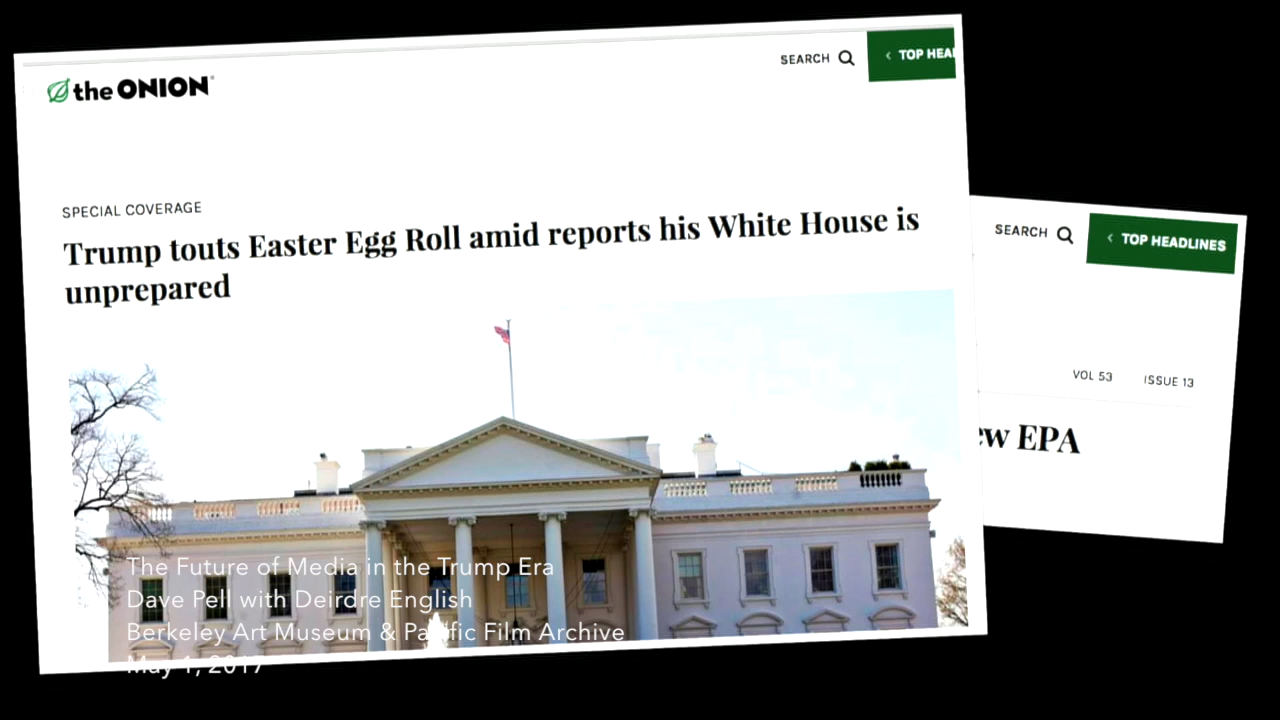 the ONION
SEARCH
TOP HEA
SPECIAL COVERAGE
Trump touts Easter Egg Roll amid reports his White House is
unprepared
SEARCH
TOP HEADLINES
VOL 53 ISSUE 13
ew EPA
The Future of Media in the Trump Era
Dave Pell with Deirdre English
Berkeley Art Museum & Pacific Film Archive
May 1, 2017